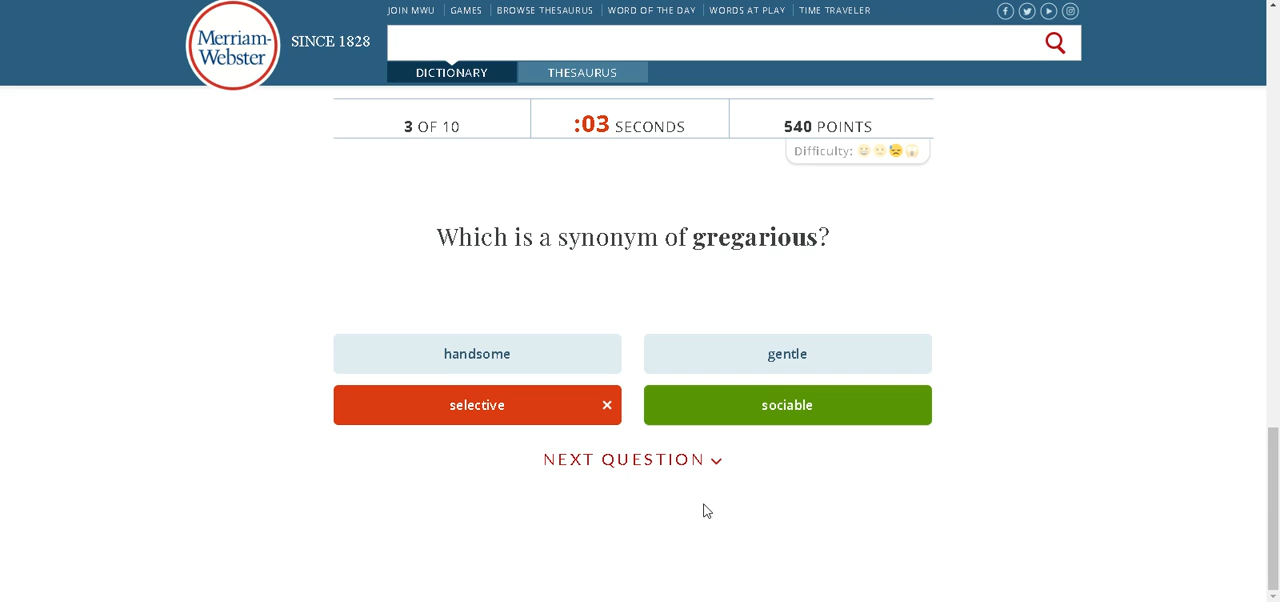 JOIN MWU GAMES BROWSE THESAURUS WORD OF THE DAY WORDS AT PLAY TIME TRAVELER
Merriam-
Webster
SINCE 1828
DICTIONARY THESAURUS
3 OF 10 :03 SECONDS 540 POINTS
Difficulty:
Which is a synonym of gregarious?
handsome gentle
selective sociable
NEXT QUESTION